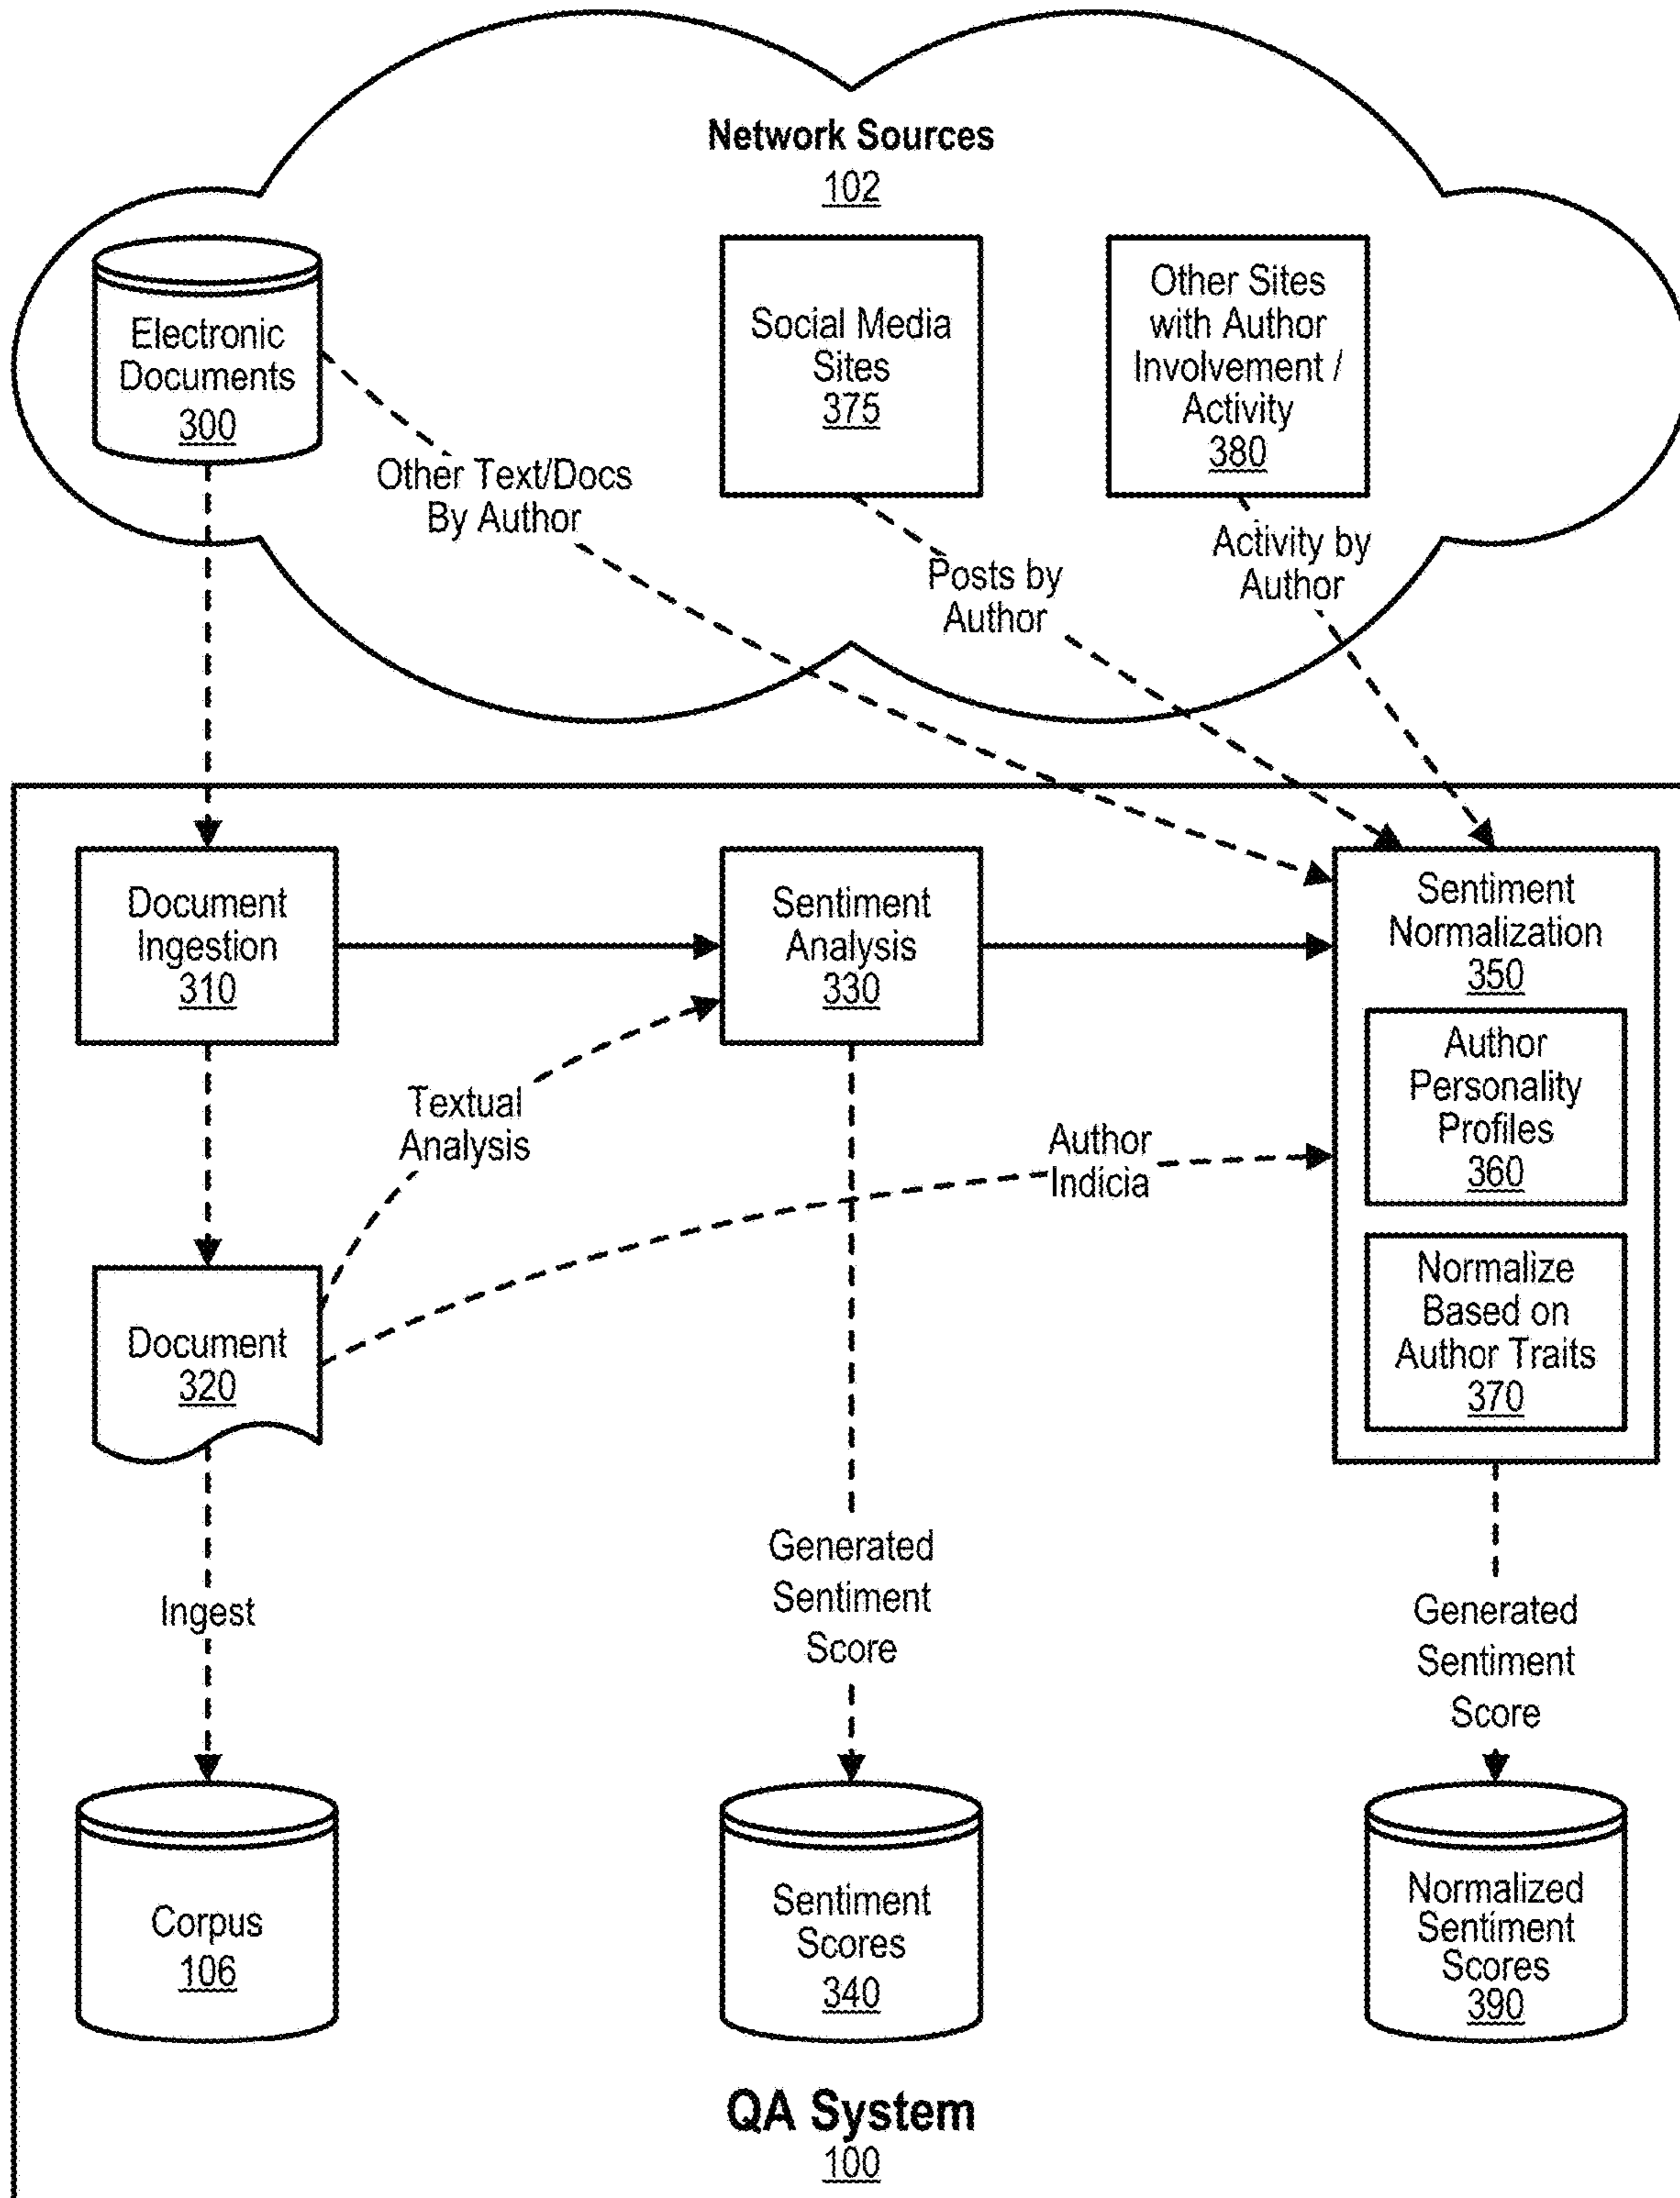 Network Sources
102
Electronic
Documents
300
Social Media
Sites
375
Other Sites
with Author
Involvement /
Activity
380
Other Text/Docs
By Author
Posts by
Author
Activity by
Author
Document
Ingestion
310
Sentiment
Analysis
330
Sentiment
Normalization
350
Author
Personality
Profiles
360
Normalize
Based on
Author Traits
370
Textual
Analysis
Author
Indicia
Document
320
Ingest
Generated
Sentiment
Score
Generated
Sentiment
Score
Corpus
106
Sentiment
Scores
340
Normalized
Sentiment
Scores
390
QA System
100